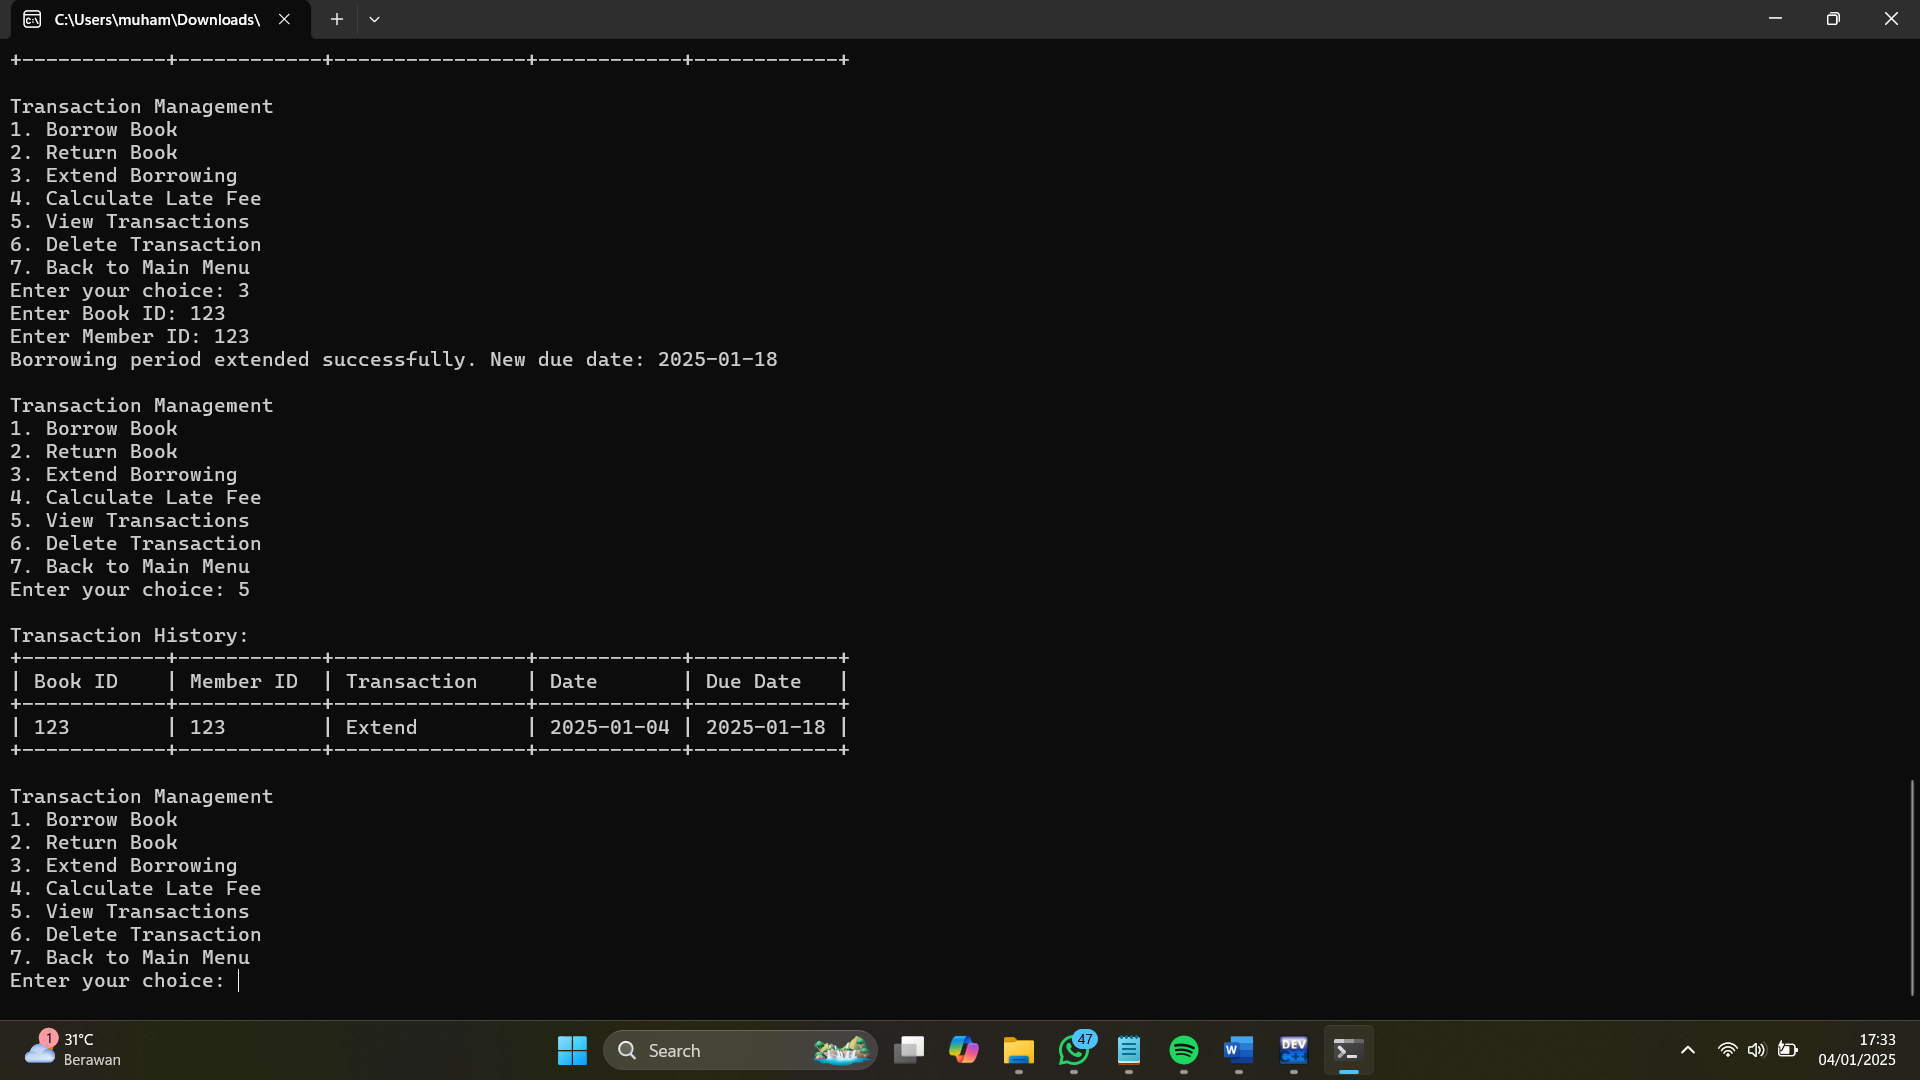 C:\Users\muham\Downloads\
+------------+------------+----------------+------------+------------+
Transaction Management
1. Borrow Book
2. Return Book
3. Extend Borrowing
4. Calculate Late Fee
5. View Transactions
6. Delete Transaction
7. Back to Main Menu
Enter your choice: 3
Enter Book ID: 123
Enter Member ID: 123
Borrowing period extended successfully. New due date: 2025-01-18
Transaction Management
1. Borrow Book
2. Return Book
3. Extend Borrowing
4. Calculate Late Fee
5. View Transactions
6. Delete Transaction
7. Back to Main Menu
Enter your choice: 5
Transaction History:
+------------+------------+----------------+------------+------------+
| Book ID    | Member ID  | Transaction    | Date       | Due Date   |
+------------+------------+----------------+------------+------------+
| 123        | 123        | Extend         | 2025-01-04 | 2025-01-18 |
+------------+------------+----------------+------------+------------+
Transaction Management
1. Borrow Book
2. Return Book
3. Extend Borrowing
4. Calculate Late Fee
5. View Transactions
6. Delete Transaction
7. Back to Main Menu
Enter your choice:
1
31°C
Berawan
Search
47
W
DEV
17:33
04/01/2025